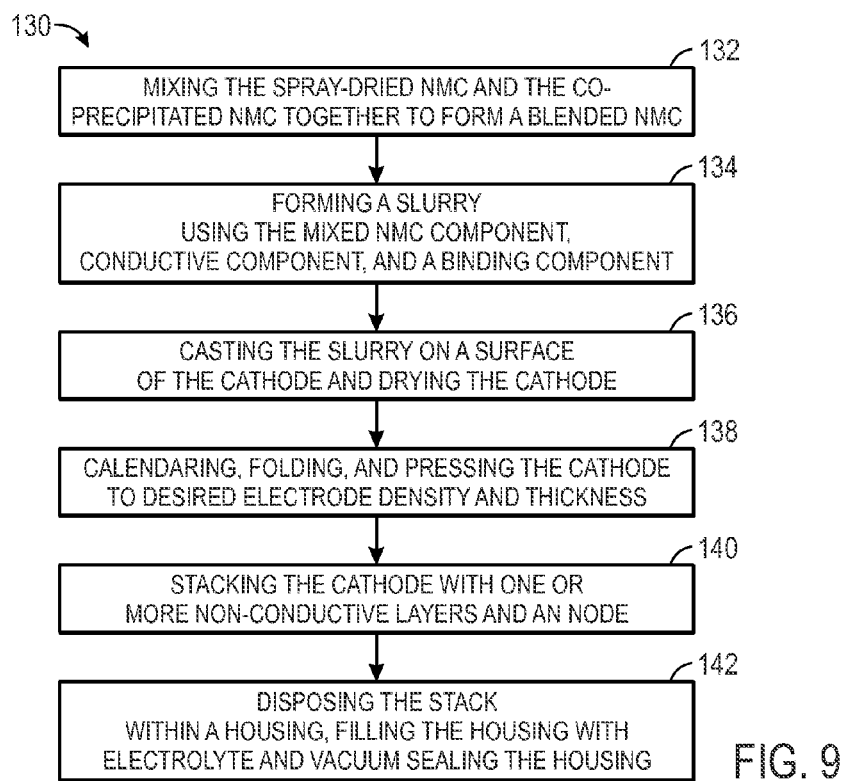 130
132
MIXING THE SPRAY-DRIED NMC AND THE CO-
PRECIPITATED NMC TOGETHER TO FORM A BLENDED NMC
134
FORMING A SLURRY
USING THE MIXED NMC COMPONENT,
CONDUCTIVE COMPONENT, AND A BINDING COMPONENT
136
CASTING THE SLURRY ON A SURFACE
OF THE CATHODE AND DRYING THE CATHODE
138
CALENDARING, FOLDING, AND PRESSING THE CATHODE
TO DESIRED ELECTRODE DENSITY AND THICKNESS
140
STACKING THE CATHODE WITH ONE OR
MORE NON-CONDUCTIVE LAYERS AND AN NODE
142
DISPOSING THE STACK
WITHIN A HOUSING, FILLING THE HOUSING WITH
ELECTROLYTE AND VACUUM SEALING THE HOUSING
FIG. 9